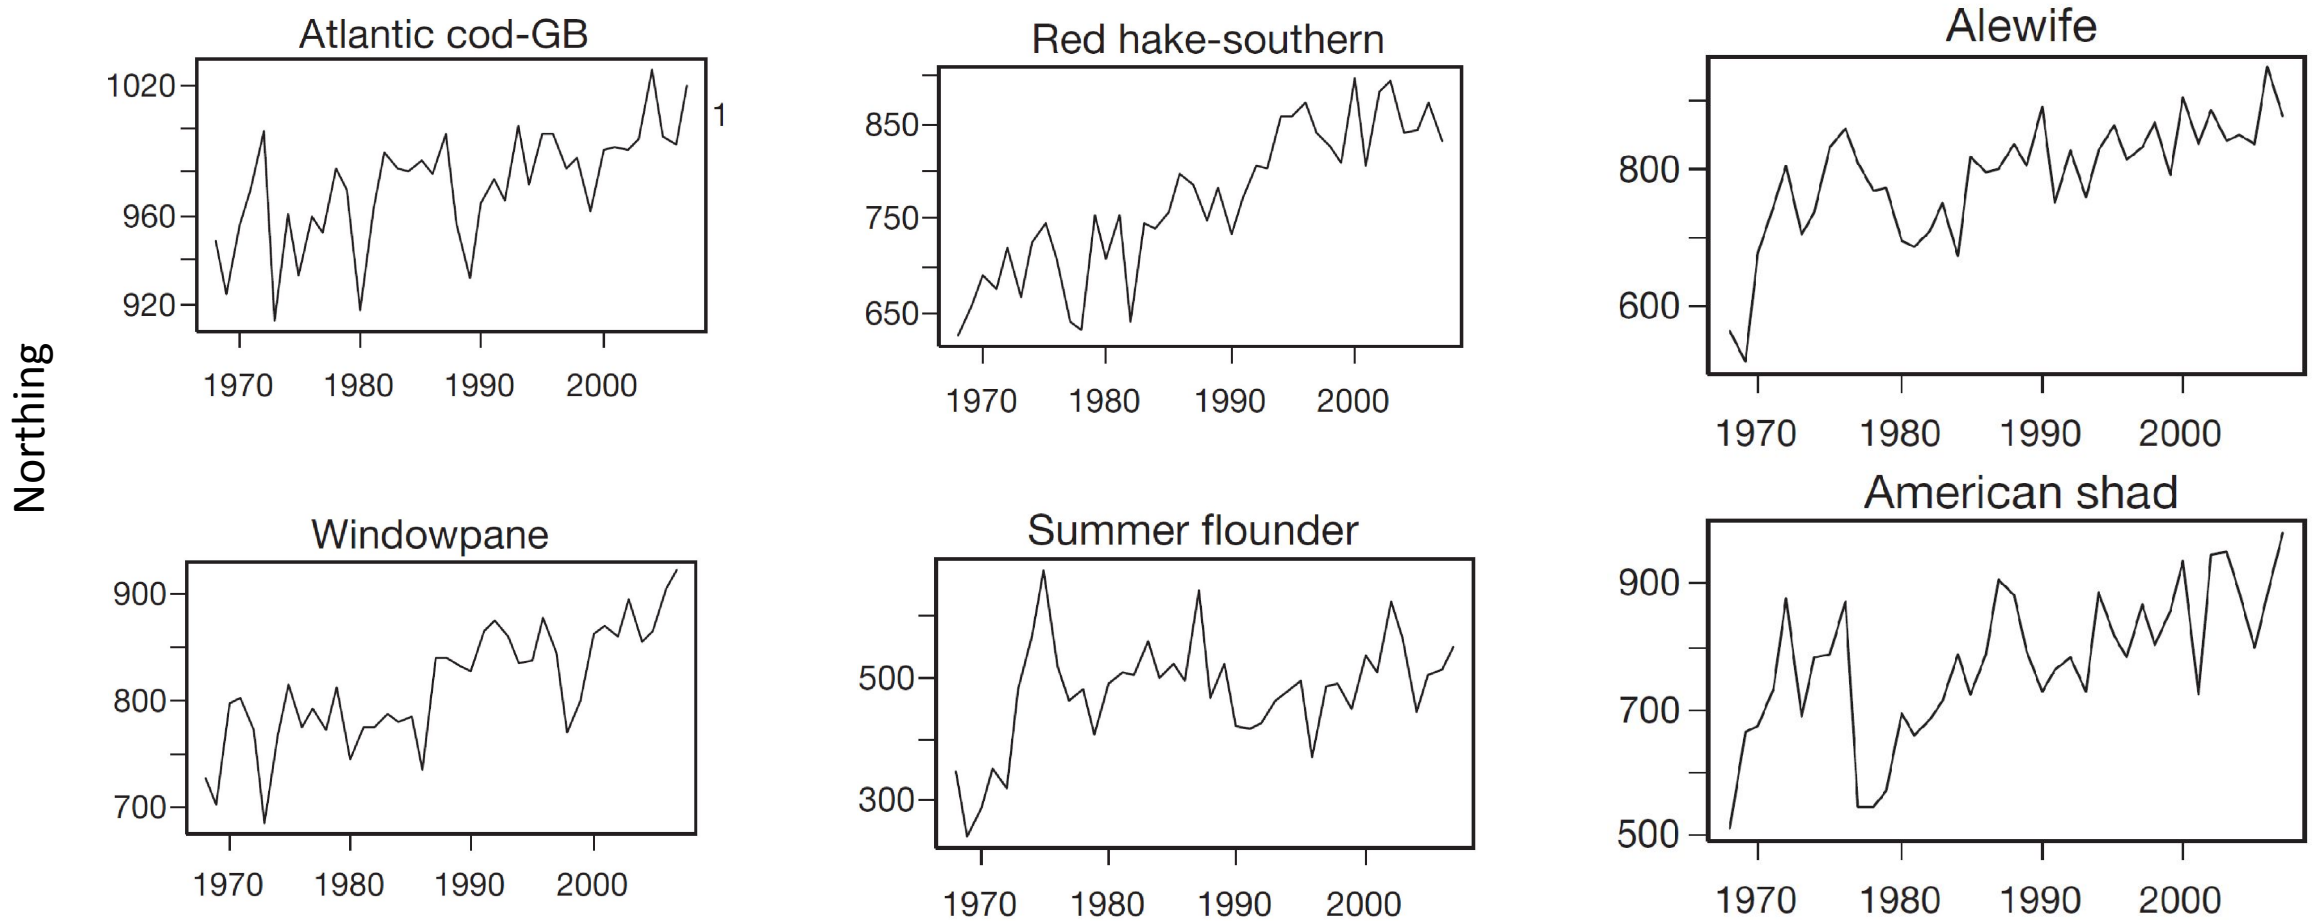 Northing
Atlantic cod-GB
1020
960
920
1970 1980 1990 2000
1
Red hake-southern
850
750
650
1970 1980 1990 2000
Alewife
800
600
1970 1980 1990 2000
Windowpane
900
800
700
1970 1980 1990 2000
Summer flounder
500
300
1970 1980 1990 2000
American shad
900
700
500
1970 1980 1990 2000